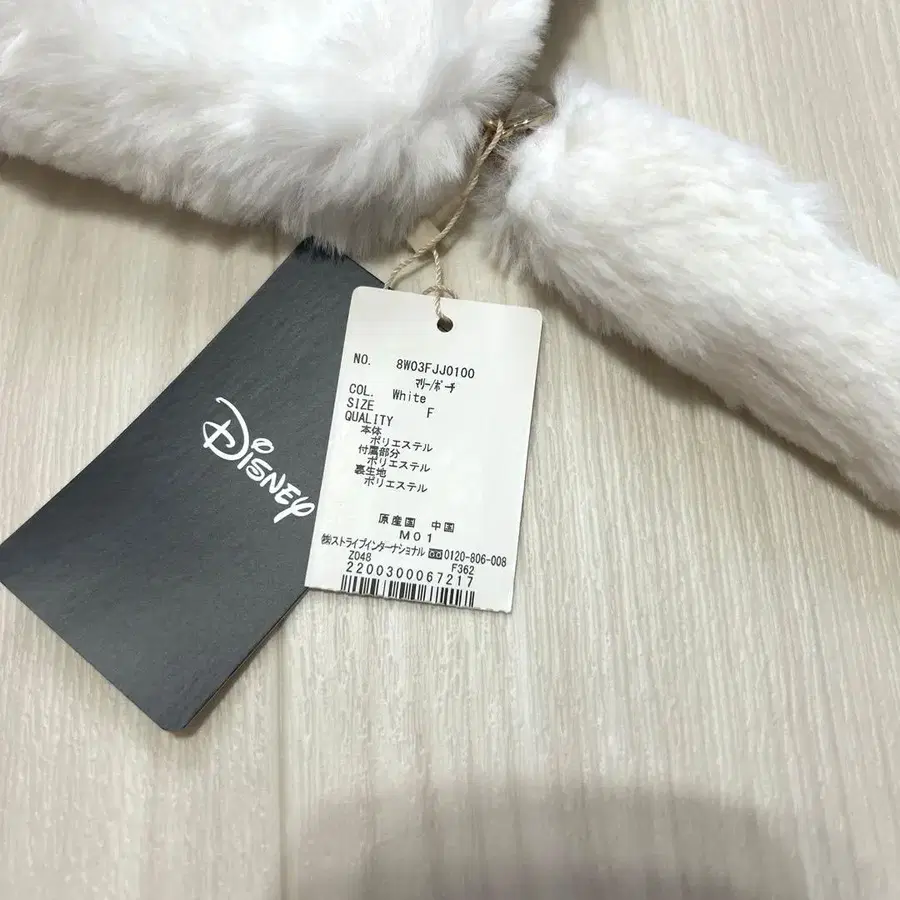 Disney
NO. 8W03FJJ0100
マリー/ポーチ
COL. White
SIZE F
QUALITY
本体
ポリエステル
付属部分
ポリエステル
裏生地
ポリエステル
原産国 中国
M01
㈱ストライプインターナショナル 0120-806-008
Z048 F362
2200300067217